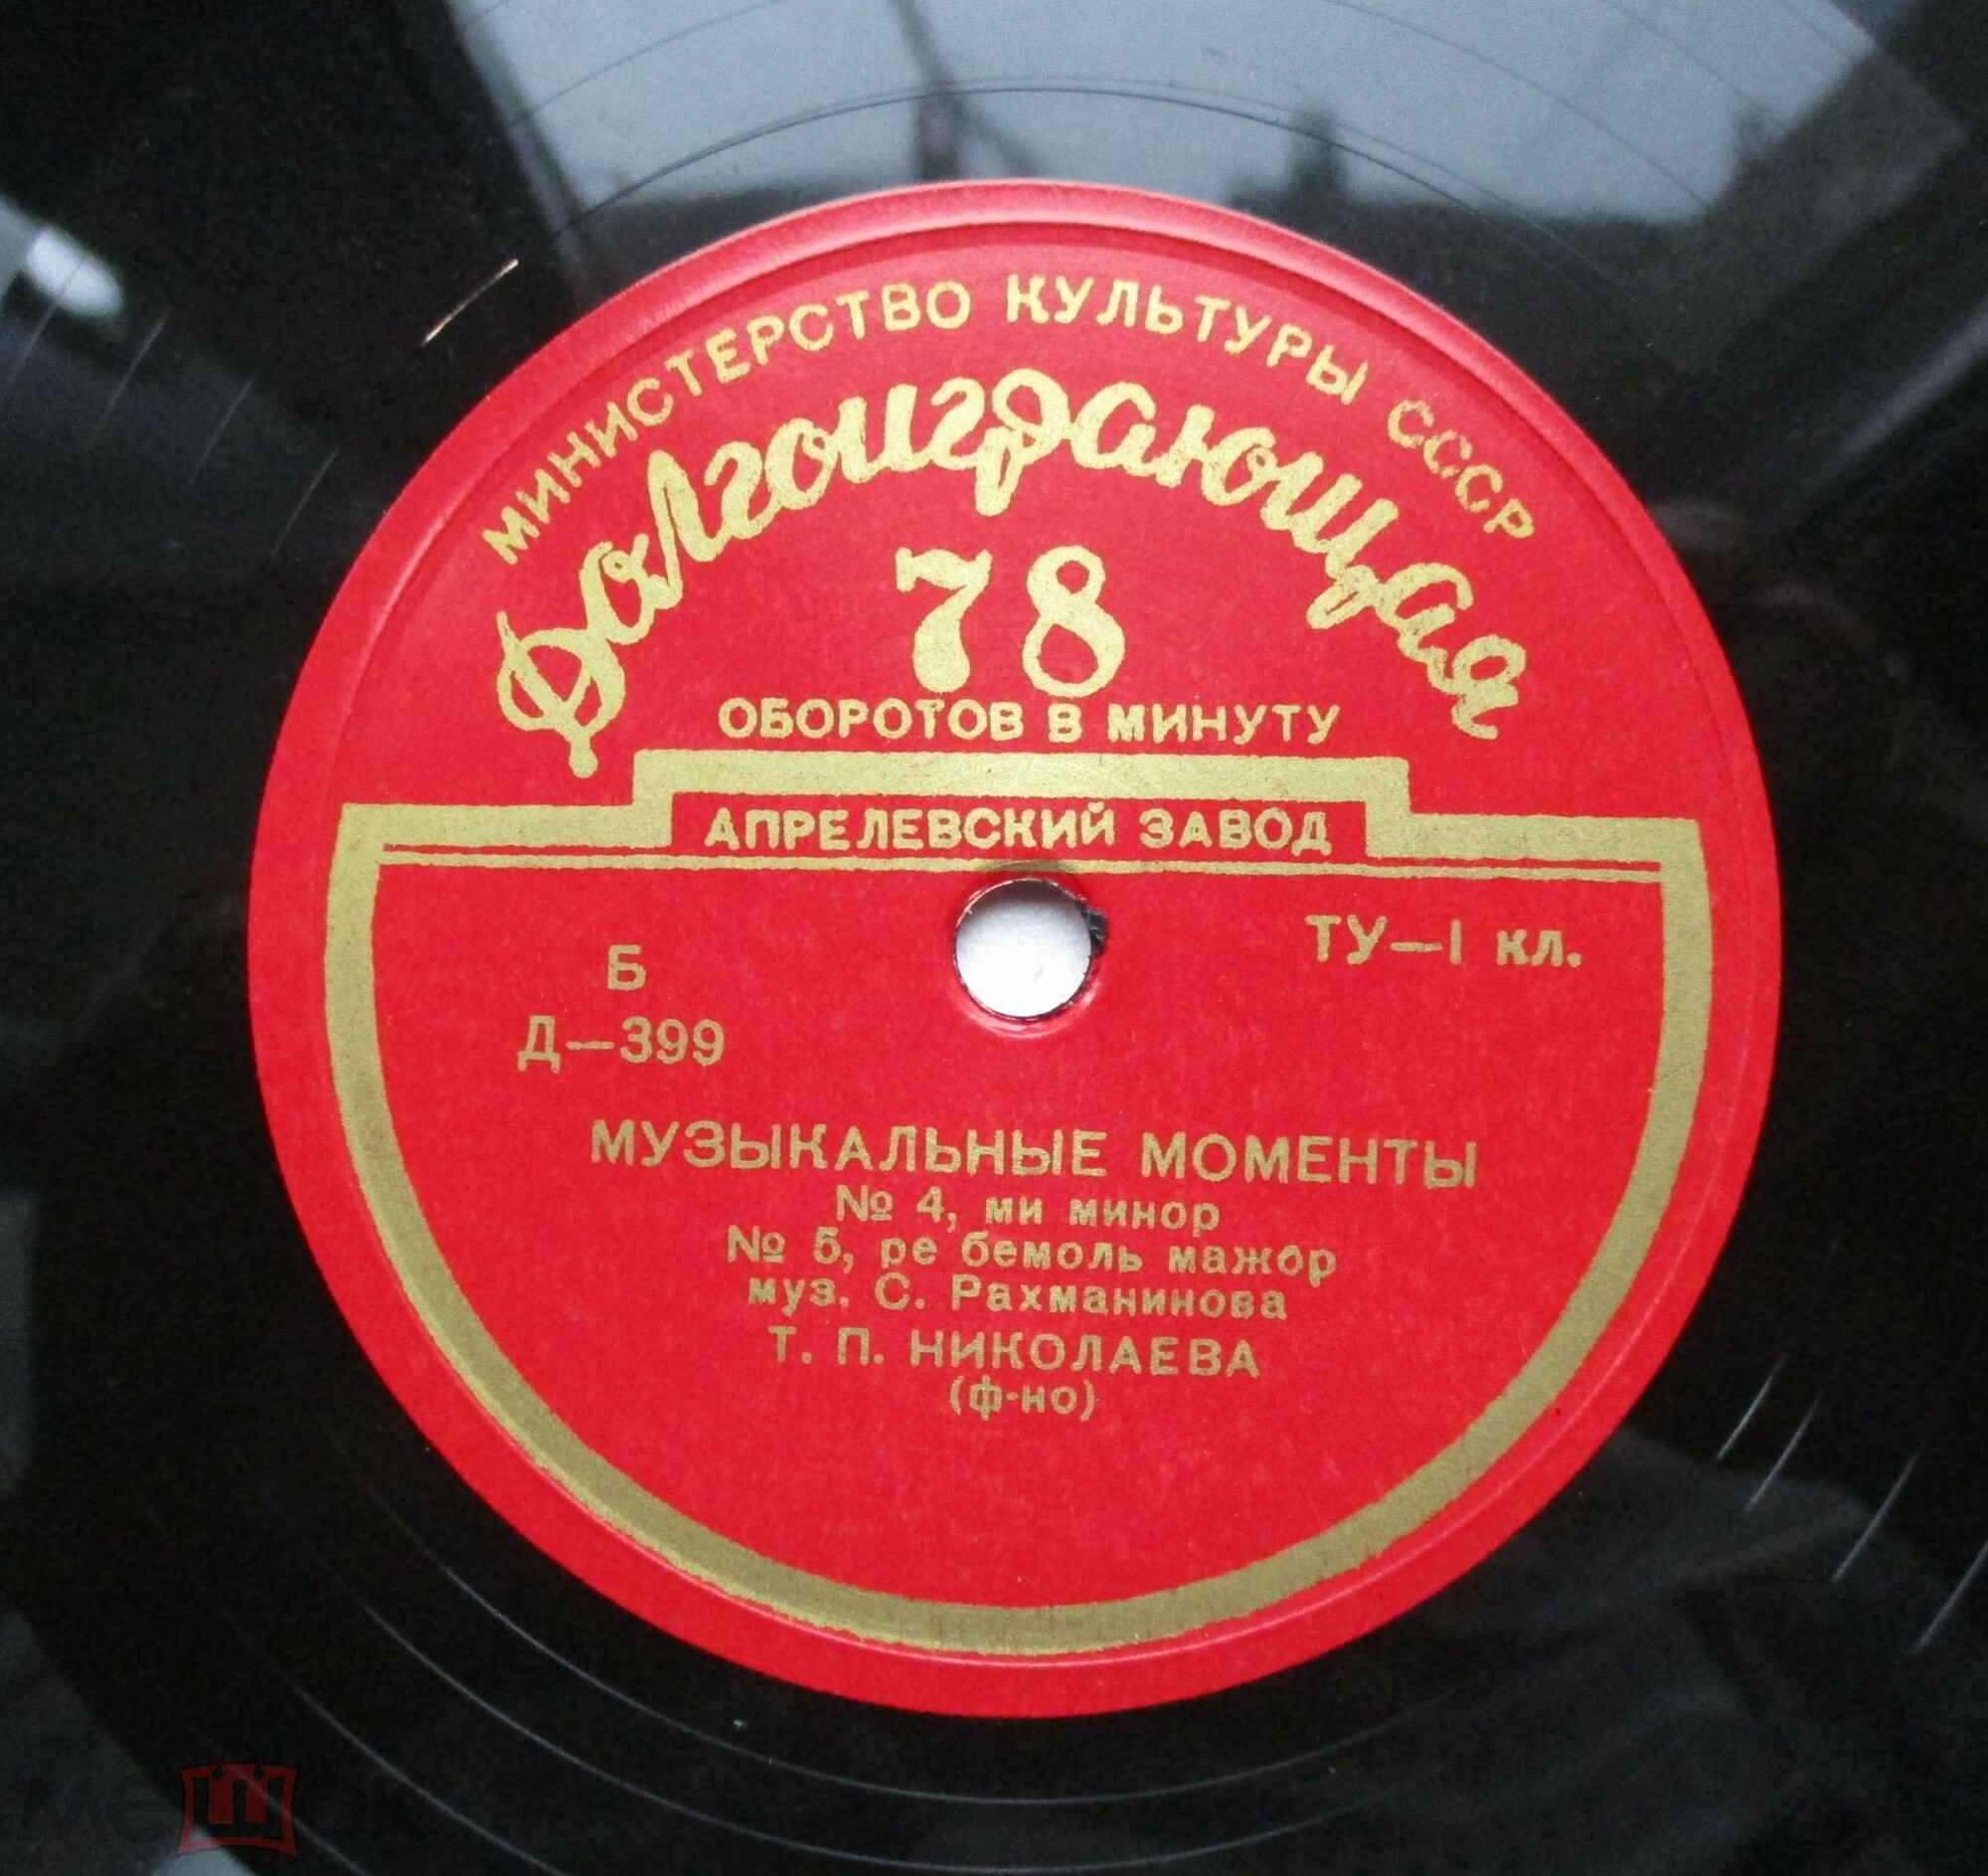 МИНИСТЕРСТВО КУЛЬТУРЫ СССР
Долгоиграющая
78
ОБОРОТОВ В МИНУТУ
АПРЕЛЕВСКИЙ ЗАВОД
ТУ—I кл.
Б
Д—399
МУЗЫКАЛЬНЫЕ МОМЕНТЫ
№ 4, ми минор
№ 5, ре бемоль мажор
муз. С. Рахманинова
Т. П. НИКОЛАЕВА
(ф-но)
мешок